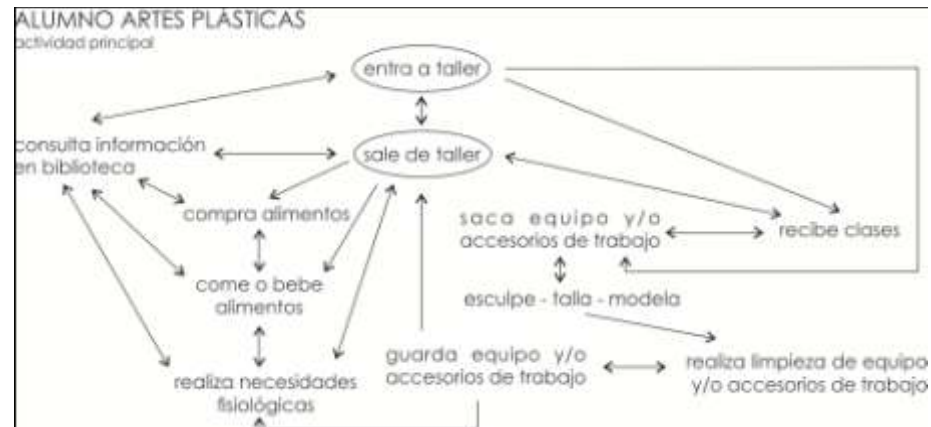 ALUMNO ARTES PLÁSTICAS
actividad principal
entra a taller
consulta información
en biblioteca
sale de taller
compra alimentos
saca equipo y/o
accesorios de trabajo
recibe clases
come o bebe
alimentos
esculpe - talla - modela
guarda equipo y/o
accesorios de trabajo
realiza limpieza de equipo
y/o accesorios de trabajo
realiza necesidades
fisiológicas